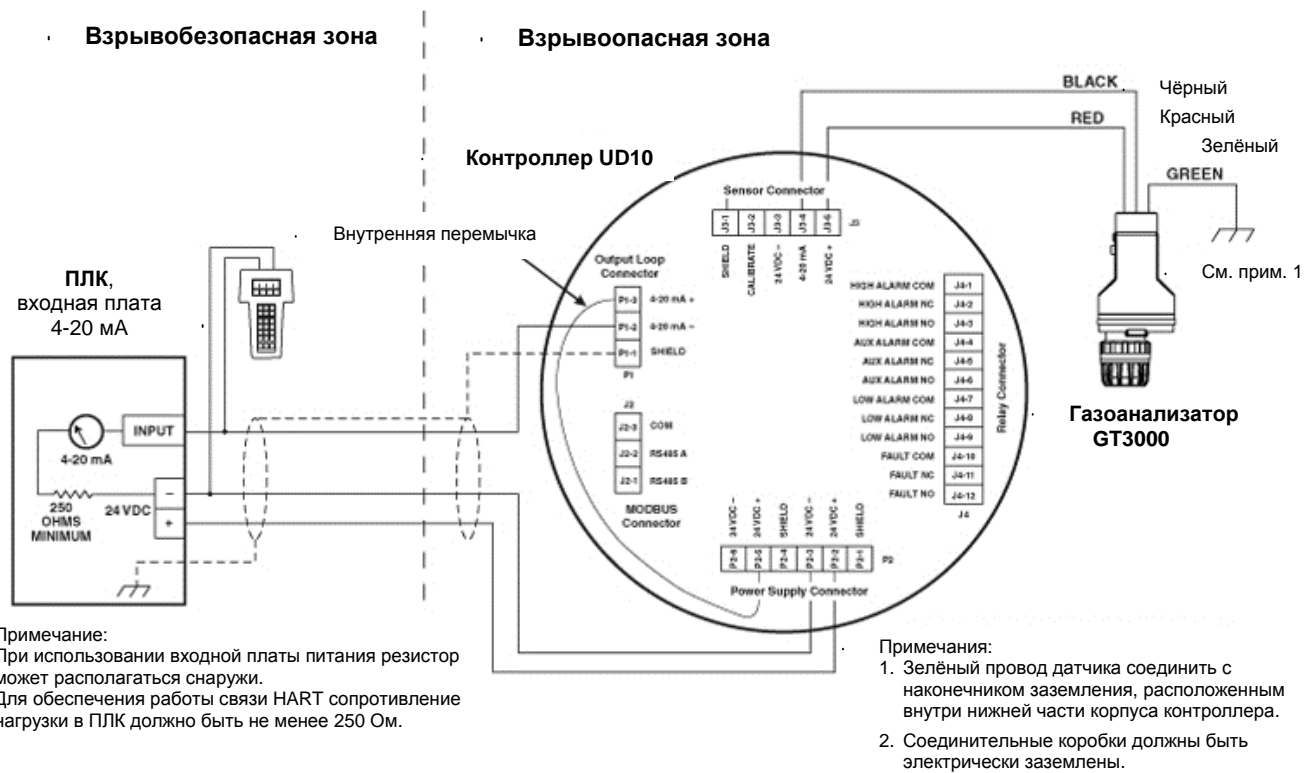 Взрывобезопасная зона
Взрывоопасная зона
BLACK
Чёрный
RED
Красный
Зелёный
GREEN
См. прим. 1
Газоанализатор
GT3000
Контроллер UD10
Sensor Connector
J3-1
J3-2
J3-3
J3-4
J3-5
J3
SHIELD
CALIBRATE
24 VDC –
4-20 mA
24 VDC +
Внутренняя перемычка
Output Loop
Connector
P1-3 4-20 mA +
P1-2 4-20 mA –
P1-1 SHIELD
P1
J2
J2-3 COM
J2-2 RS485 A
J2-1 RS485 B
MODBUS
Connector
HIGH ALARM COM J4-1
HIGH ALARM NC J4-2
HIGH ALARM NO J4-3
AUX ALARM COM J4-4
AUX ALARM NC J4-5
AUX ALARM NO J4-6
LOW ALARM COM J4-7
LOW ALARM NC J4-8
LOW ALARM NO J4-9
FAULT COM J4-10
FAULT NC J4-11
FAULT NO J4-12
J4
Relay Connector
24 VDC –
24 VDC +
SHIELD
24 VDC –
24 VDC +
SHIELD
P2-6
P2-5
P2-4
P2-3
P2-2
P2-1
P2
Power Supply Connector
ПЛК,
входная плата
4-20 мА
INPUT
4-20 mA
250
OHMS
MINIMUM
24 VDC
–
+
Примечание:
При использовании входной платы питания резистор
может располагаться снаружи.
Для обеспечения работы связи HART сопротивление
нагрузки в ПЛК должно быть не менее 250 Ом.
Примечания:
1. Зелёный провод датчика соединить с
наконечником заземления, расположенным
внутри нижней части корпуса контроллера.
2. Соединительные коробки должны быть
электрически заземлены.